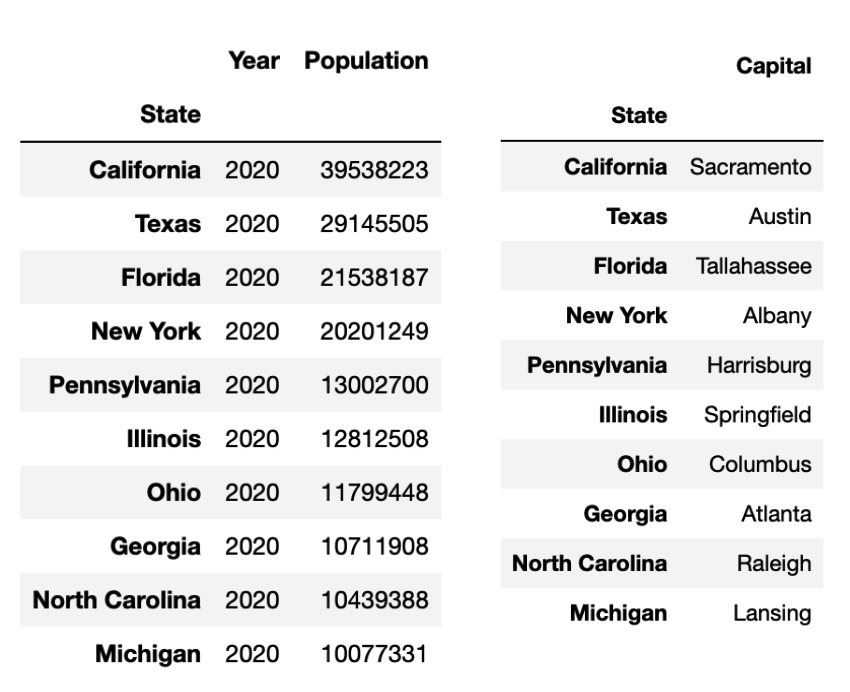 Year Population
State
California 2020 39538223
Texas 2020 29145505
Florida 2020 21538187
New York 2020 20201249
Pennsylvania 2020 13002700
Illinois 2020 12812508
Ohio 2020 11799448
Georgia 2020 10711908
North Carolina 2020 10439388
Michigan 2020 10077331
Capital
State
California Sacramento
Texas Austin
Florida Tallahassee
New York Albany
Pennsylvania Harrisburg
Illinois Springfield
Ohio Columbus
Georgia Atlanta
North Carolina Raleigh
Michigan Lansing